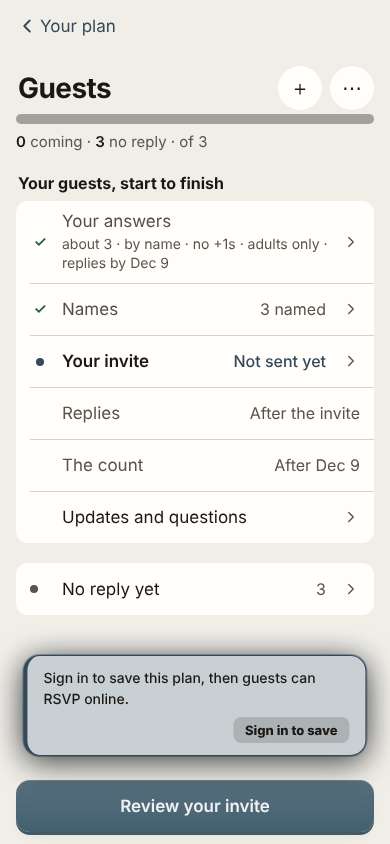 Your plan
Guests
+ ...
0 coming · 3 no reply · of 3
Your guests, start to finish
Your answers
about 3 · by name · no +1s · adults only ·
replies by Dec 9
Names 3 named
Your invite Not sent yet
Replies After the invite
The count After Dec 9
Updates and questions
No reply yet 3
Sign in to save this plan, then guests can
RSVP online.
Sign in to save
Review your invite